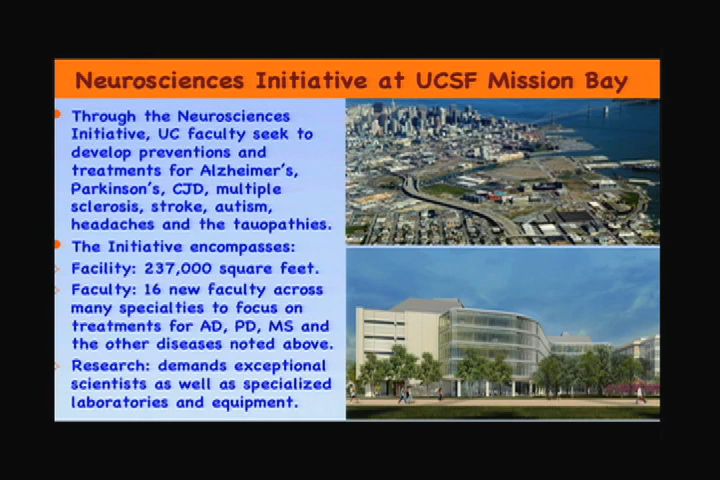 Neurosciences Initiative at UCSF Mission Bay
Through the Neurosciences
Initiative, UC faculty seek to
develop preventions and
treatments for Alzheimer's,
Parkinson's, CJD, multiple
sclerosis, stroke, autism,
headaches and the tauopathies.
The Initiative encompasses:
Facility: 237,000 square feet.
Faculty: 16 new faculty across
many specialties to focus on
treatments for AD, PD, MS and
the other diseases noted above.
Research: demands exceptional
scientists as well as specialized
laboratories and equipment.